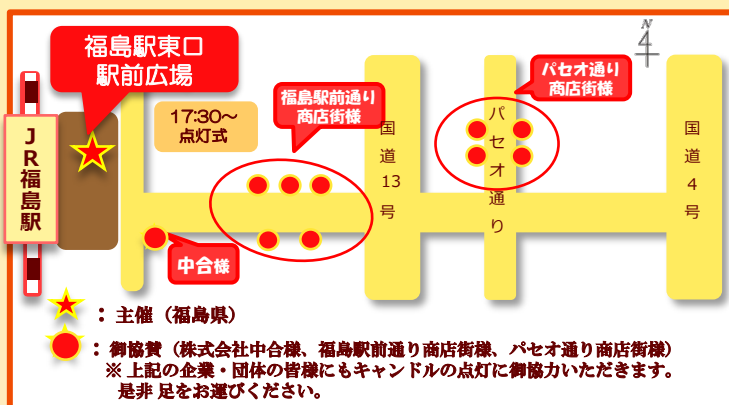 福島駅東口
駅前広場
N
パセオ通り
商店街様
福島駅前通り
商店街様
17:30~
点灯式
JR福島駅
国道13号
パセオ通り
国道4号
中合様
：主催（福島県）
：御協賛（株式会社中合様、福島駅前通り商店街様、パセオ通り商店街様）
※ 上記の企業・団体の皆様にもキャンドルの点灯に御協力いただきます。
是非 足をお運びください。